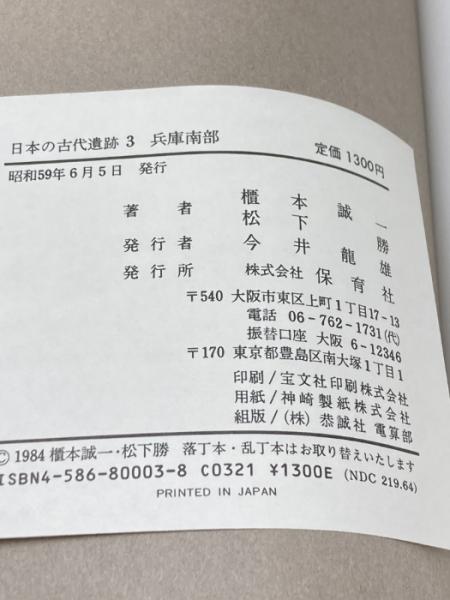 日本の古代遺跡 3 兵庫南部 定価 1300円
昭和59年6月5日 発行
著者 櫃本誠一
松下勝
発行者 今井龍雄
発行所 株式会社 保育社
〒540 大阪市東区上町1丁目17-13
電話 06-762-1731(代)
振替口座 大阪 6-12346
〒170 東京都豊島区南大塚1丁目1
印刷/宝文社印刷株式会社
用紙/神崎製紙株式会社
組版/(株)恭誠社 電算部
© 1984 櫃本誠一・松下勝 落丁本・乱丁本はお取り替えいたします
ISBN4-586-80003-8 C0321 ¥1300E (NDC 219.64)
PRINTED IN JAPAN